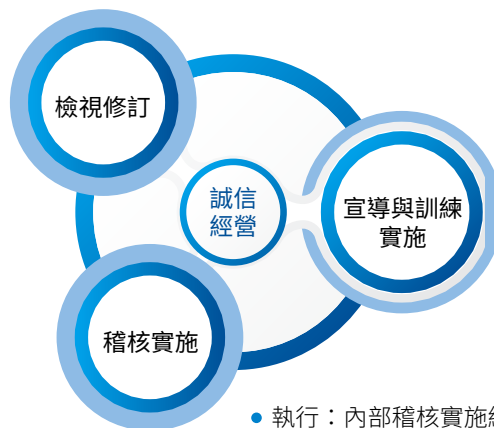 檢視修訂
誠信
經營
宣導與訓練
實施
稽核實施
• 執行：內部稽核實施